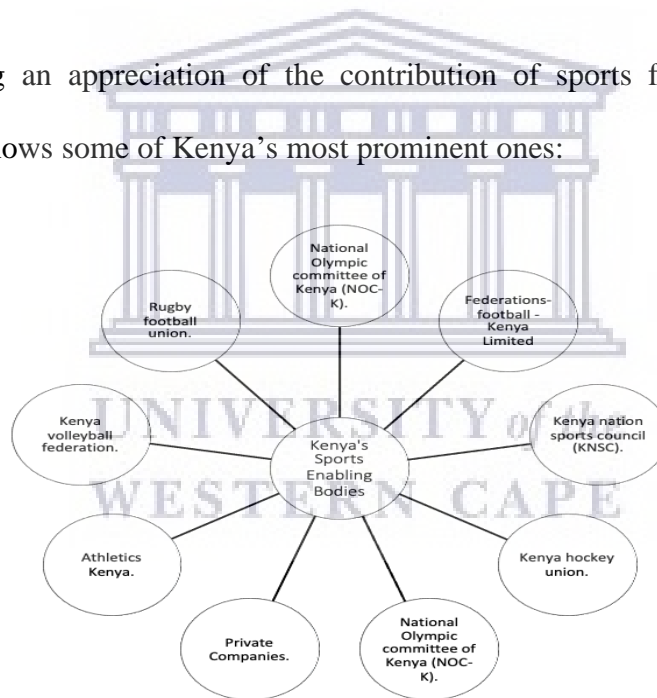 g an appreciation of the contribution of sports f
lows some of Kenya's most prominent ones:
National
Olympic
committee of
Kenya (NOC-
K).
Federations-
football -
Kenya
Limited
Kenya nation
sports council
(KNSC).
Kenya hockey
union.
National
Olympic
committee of
Kenya (NOC-
K).
Private
Companies.
Athletics
Kenya.
Kenya
volleyball
federation.
Rugby
football
union.
Kenya's
Sports
Enabling
Bodies
UNIVERSITY of the
WESTERN CAPE